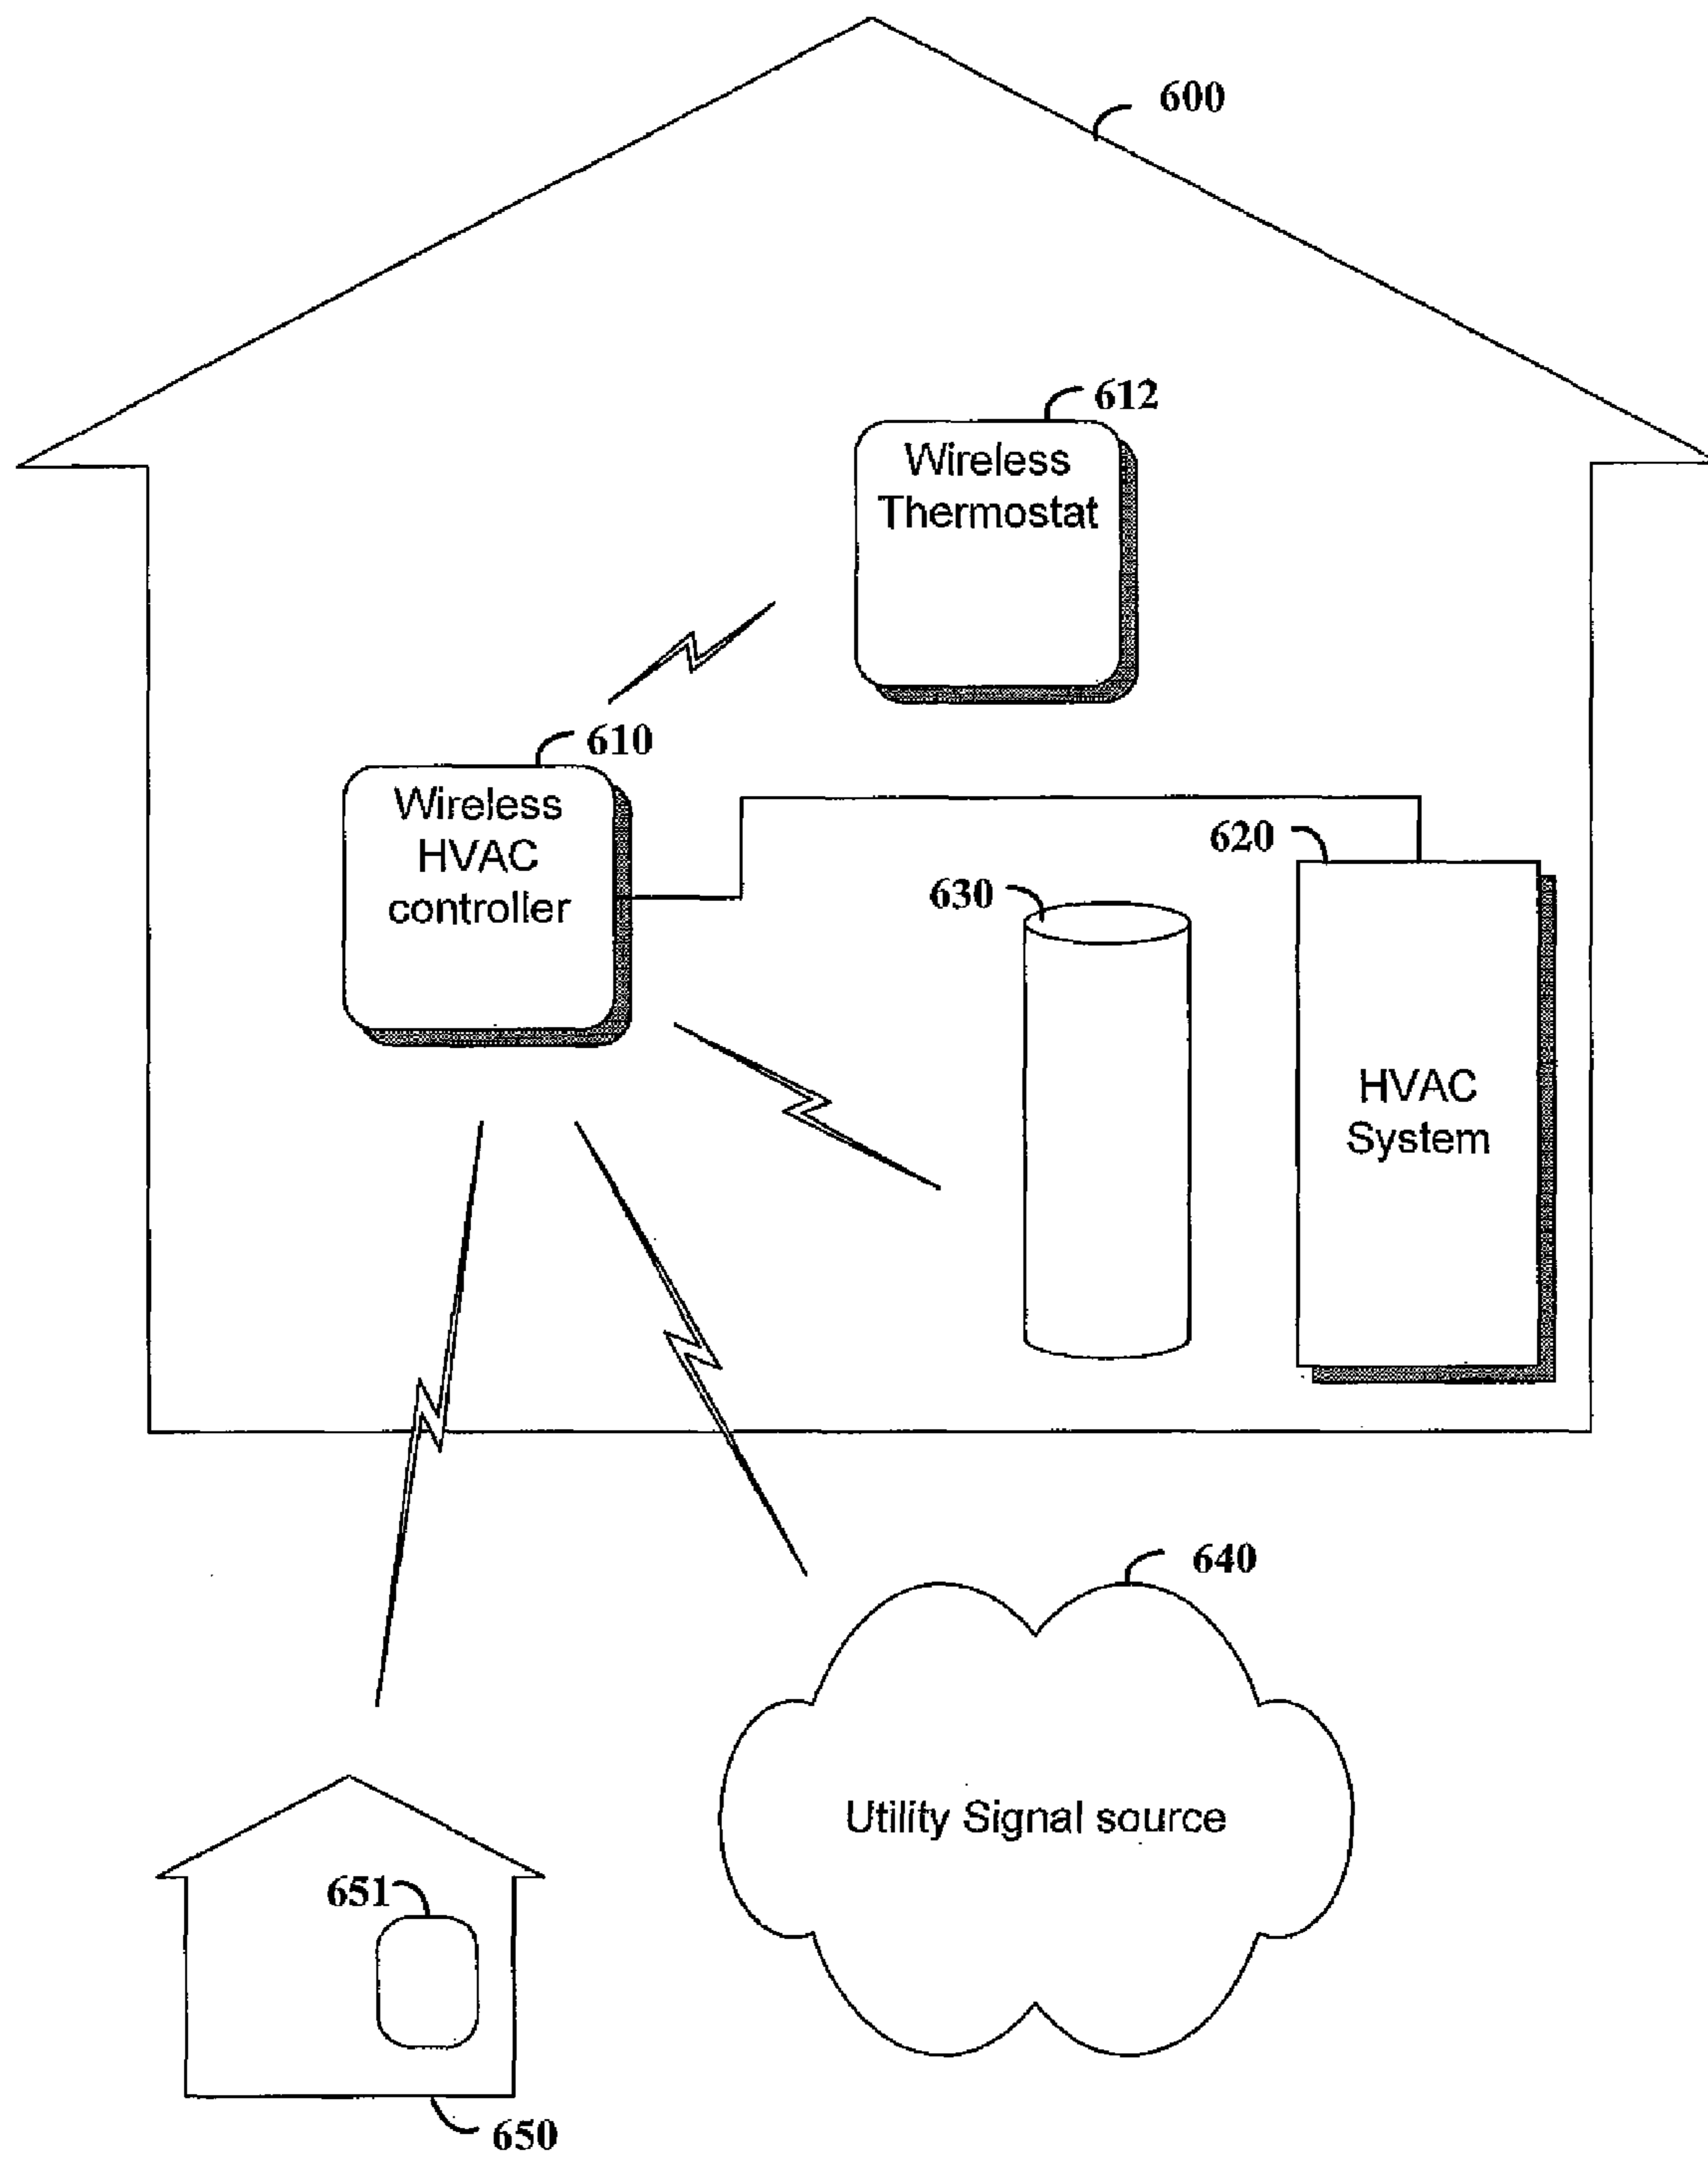 600
612
Wireless
Thermostat
610
Wireless
HVAC
controller
620
630
HVAC
System
640
Utility Signal source
651
650